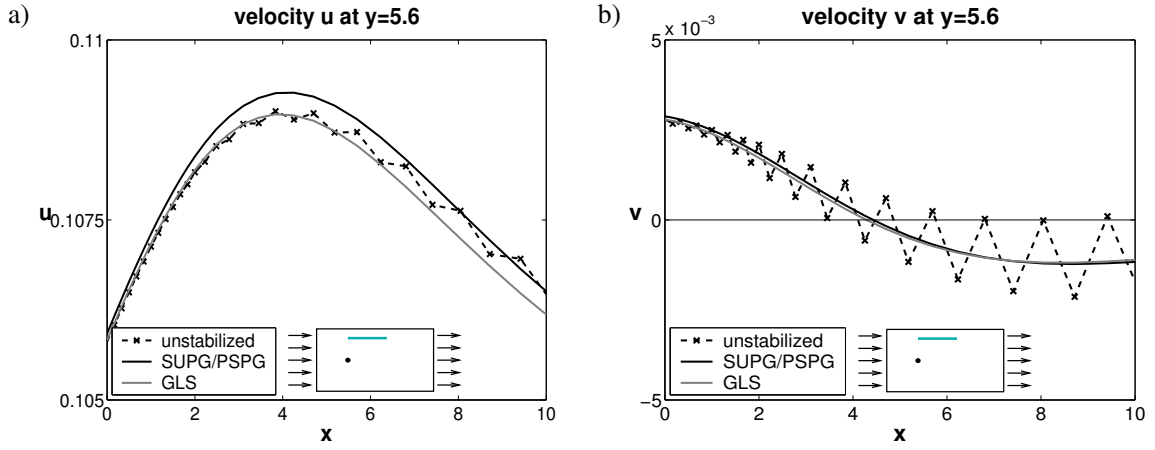 a)
velocity u at y=5.6
0.11
u
0.1075
0.105
unstabilized
SUPG/PSPG
GLS
0 2 4 6 8 10
x
b)
velocity v at y=5.6
5 x 10⁻³
v
0
−5
unstabilized
SUPG/PSPG
GLS
0 2 4 6 8 10
x